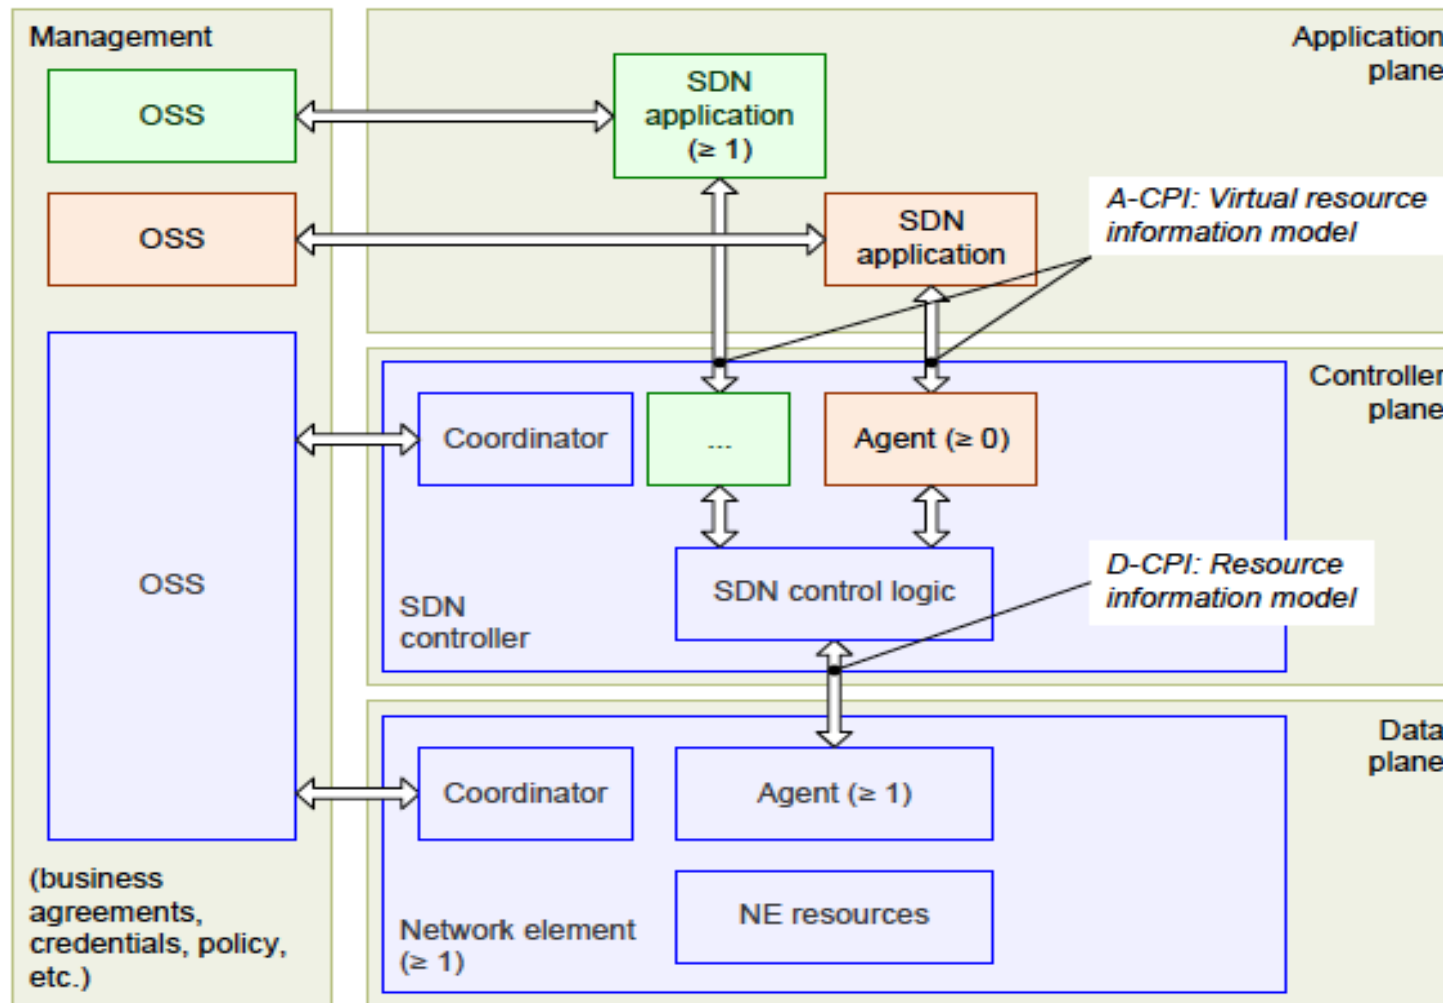 Management
OSS
OSS
OSS
(business
agreements,
credentials, policy,
etc.)
Application
plane
SDN
application
(≥ 1)
SDN
application
A-CPI: Virtual resource
information model
Controller
plane
Coordinator
...
Agent (≥ 0)
SDN control logic
SDN
controller
D-CPI: Resource
information model
Data
plane
Coordinator
Agent (≥ 1)
NE resources
Network element
(≥ 1)